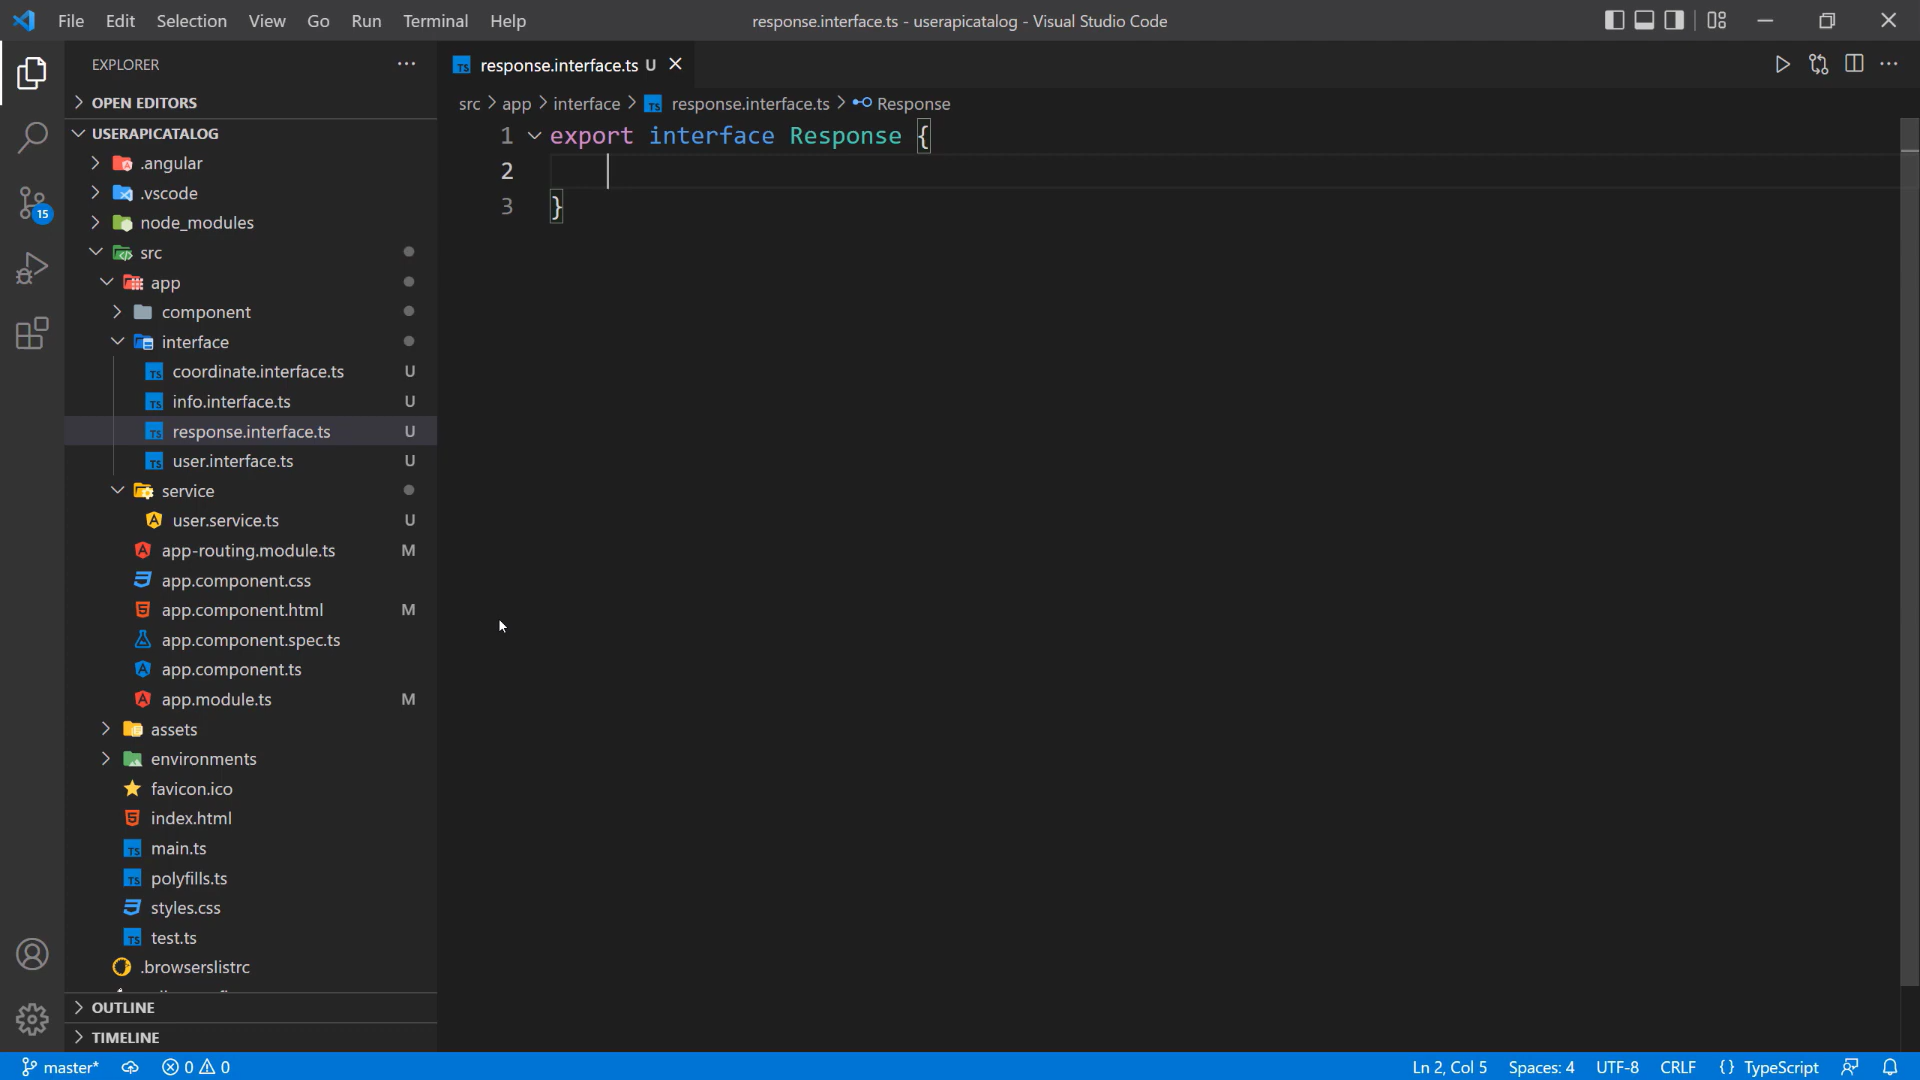 File Edit Selection View Go Run Terminal Help
response.interface.ts - userapicatalog - Visual Studio Code
EXPLORER
OPEN EDITORS
USERAPICATALOG
.angular
.vscode
node_modules
src
app
component
interface
coordinate.interface.ts U
info.interface.ts U
response.interface.ts U
user.interface.ts U
service
user.service.ts U
app-routing.module.ts M
app.component.css
app.component.html M
app.component.spec.ts
app.component.ts
app.module.ts M
assets
environments
favicon.ico
index.html
main.ts
polyfills.ts
styles.css
test.ts
.browserslistrc
OUTLINE
TIMELINE
15
TS response.interface.ts U
src > app > interface > TS response.interface.ts > Response
1 export interface Response {
2
3 }
master* 0 0
Ln 2, Col 5 Spaces: 4 UTF-8 CRLF {} TypeScript